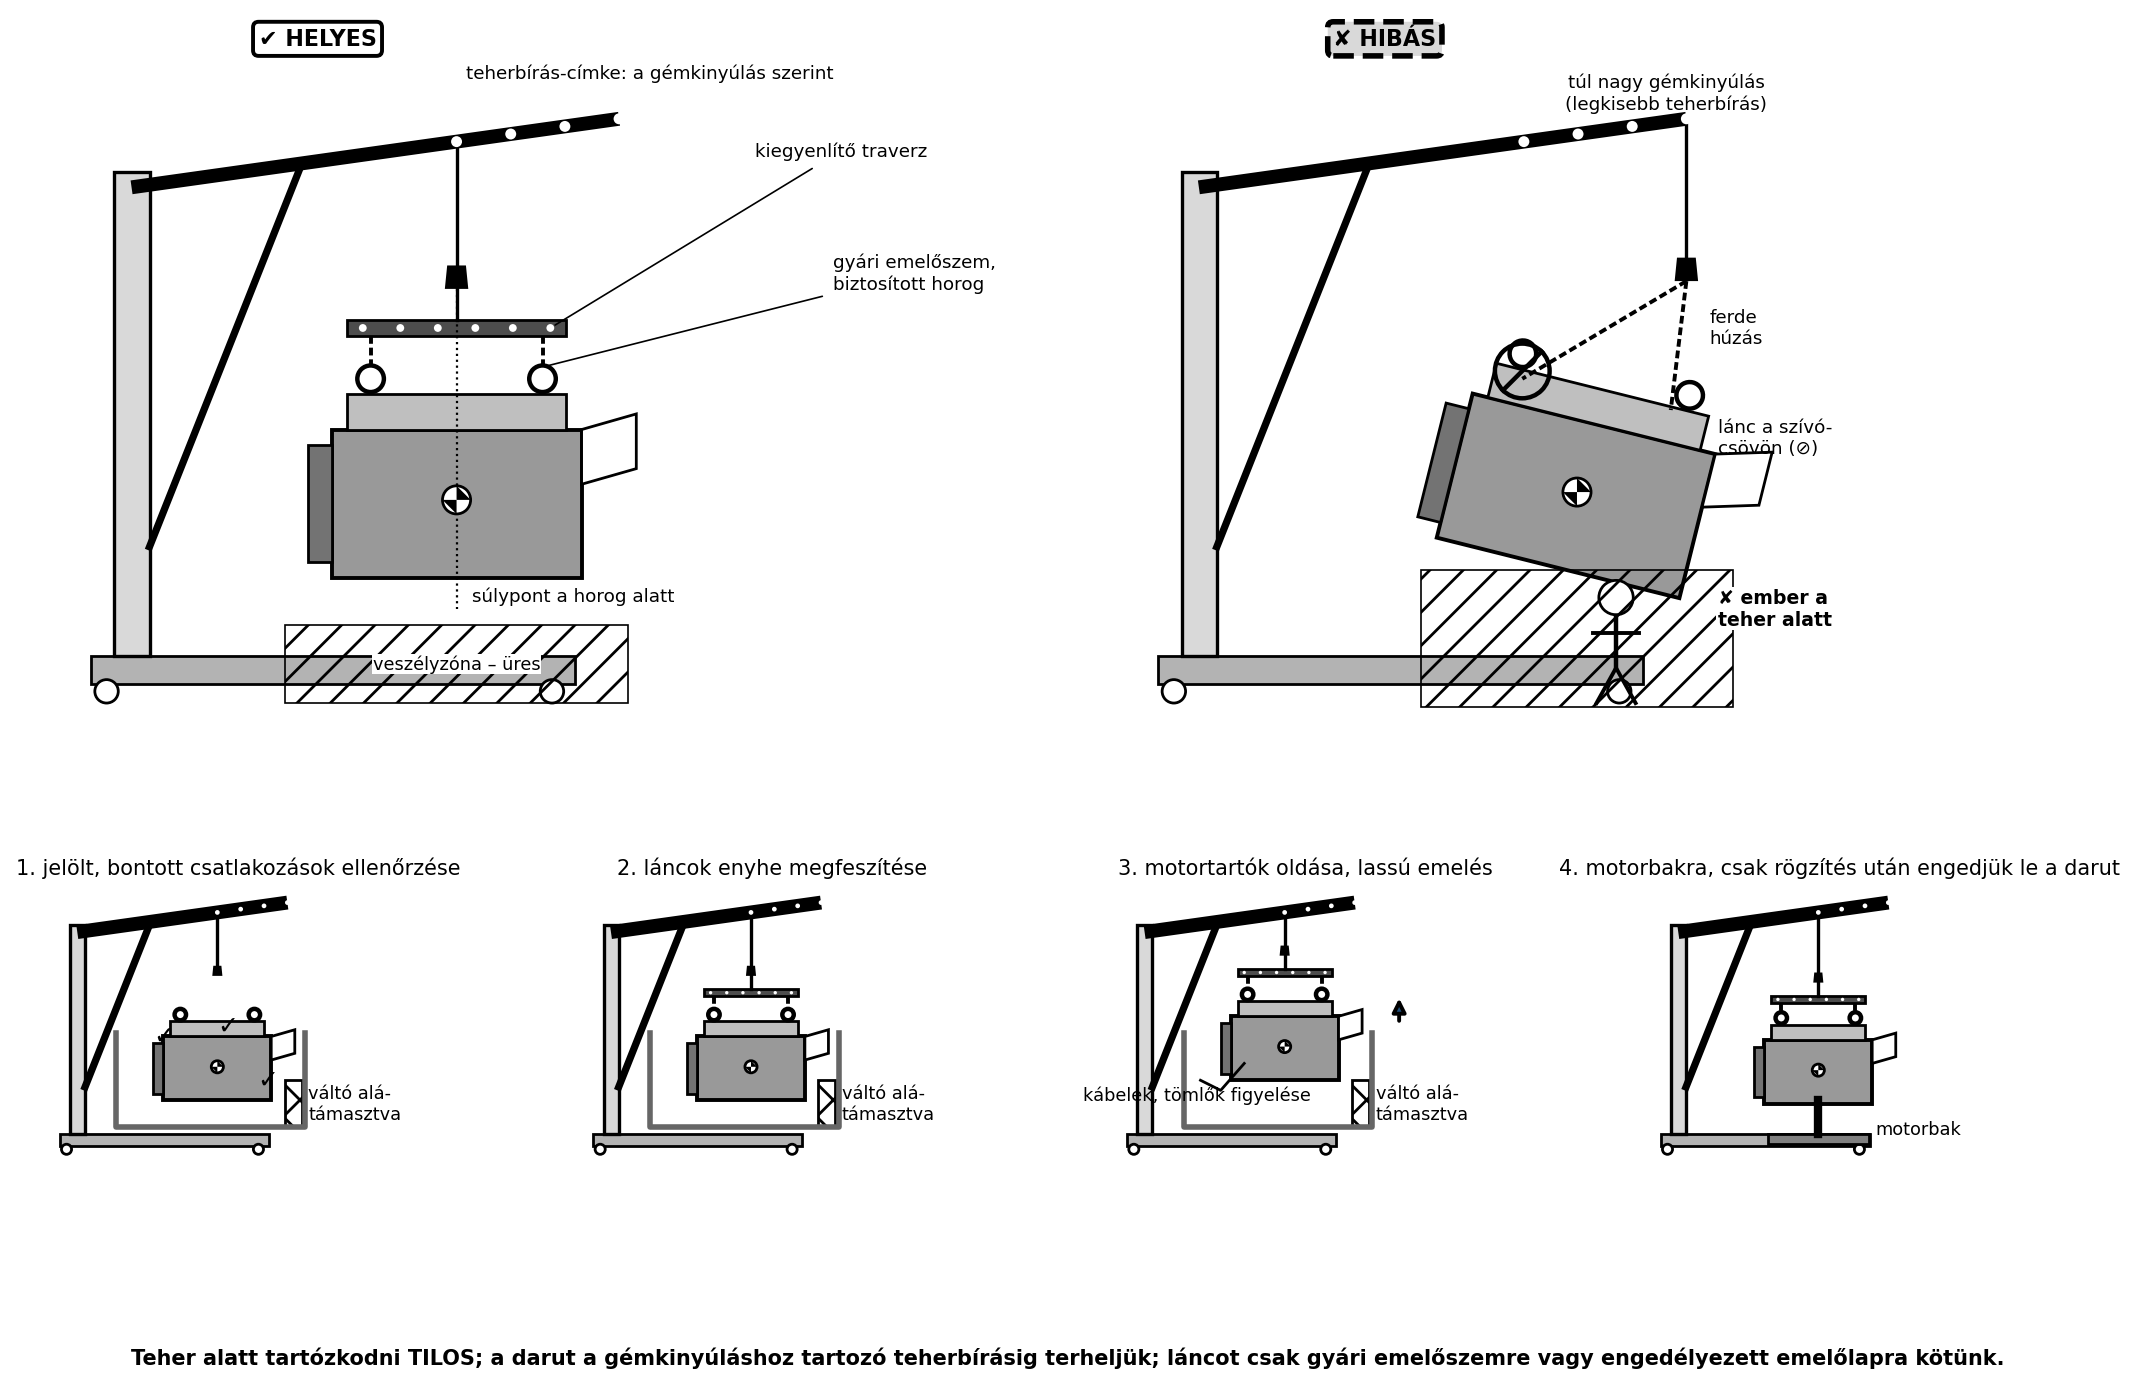 ✔ HELYES
teherbírás-címke: a gémkinyúlás szerint
kiegyenlítő traverz
gyári emelőszem,
biztosított horog
súlypont a horog alatt
veszélyzóna – üres
✘ HIBÁS
túl nagy gémkinyúlás
(legkisebb teherbírás)
ferde
húzás
lánc a szívó-
csövön (⊘)
✘ ember a
teher alatt
1. jelölt, bontott csatlakozások ellenőrzése
váltó alá-
támasztva
2. láncok enyhe megfeszítése
váltó alá-
támasztva
3. motortartók oldása, lassú emelés
kábelek, tömlők figyelése
váltó alá-
támasztva
4. motorbakra, csak rögzítés után engedjük le a darut
motorbak
Teher alatt tartózkodni TILOS; a darut a gémkinyúláshoz tartozó teherbírásig terheljük; láncot csak gyári emelőszemre vagy engedélyezett emelőlapra kötünk.